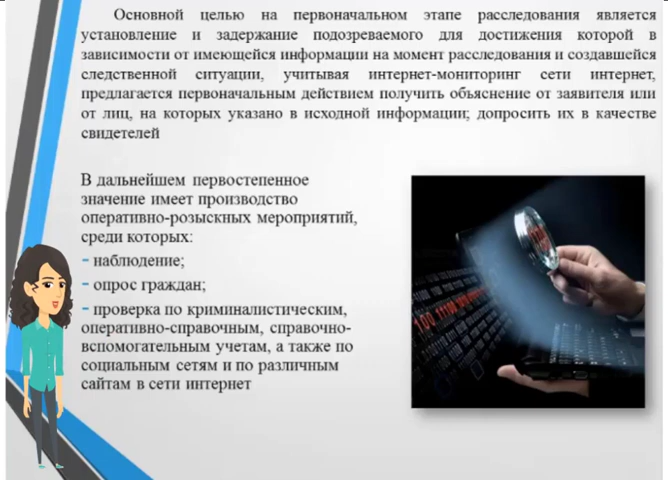 Основной целью на первоначальном этапе расследования является
установление и задержание подозреваемого для достижения которой в
зависимости от имеющейся информации на момент расследования и создавшейся
следственной ситуации, учитывая интернет-мониторинг сети интернет,
предлагается первоначальным действием получить объяснение от заявителя или
от лиц, на которых указано в исходной информации; допросить их в качестве
свидетелей
В дальнейшем первостепенное
значение имеет производство
оперативно-розыскных мероприятий,
среди которых:
- наблюдение;
- опрос граждан;
- проверка по криминалистическим,
оперативно-справочным, справочно-
вспомогательным учетам, а также по
социальным сетям и по различным
сайтам в сети интернет